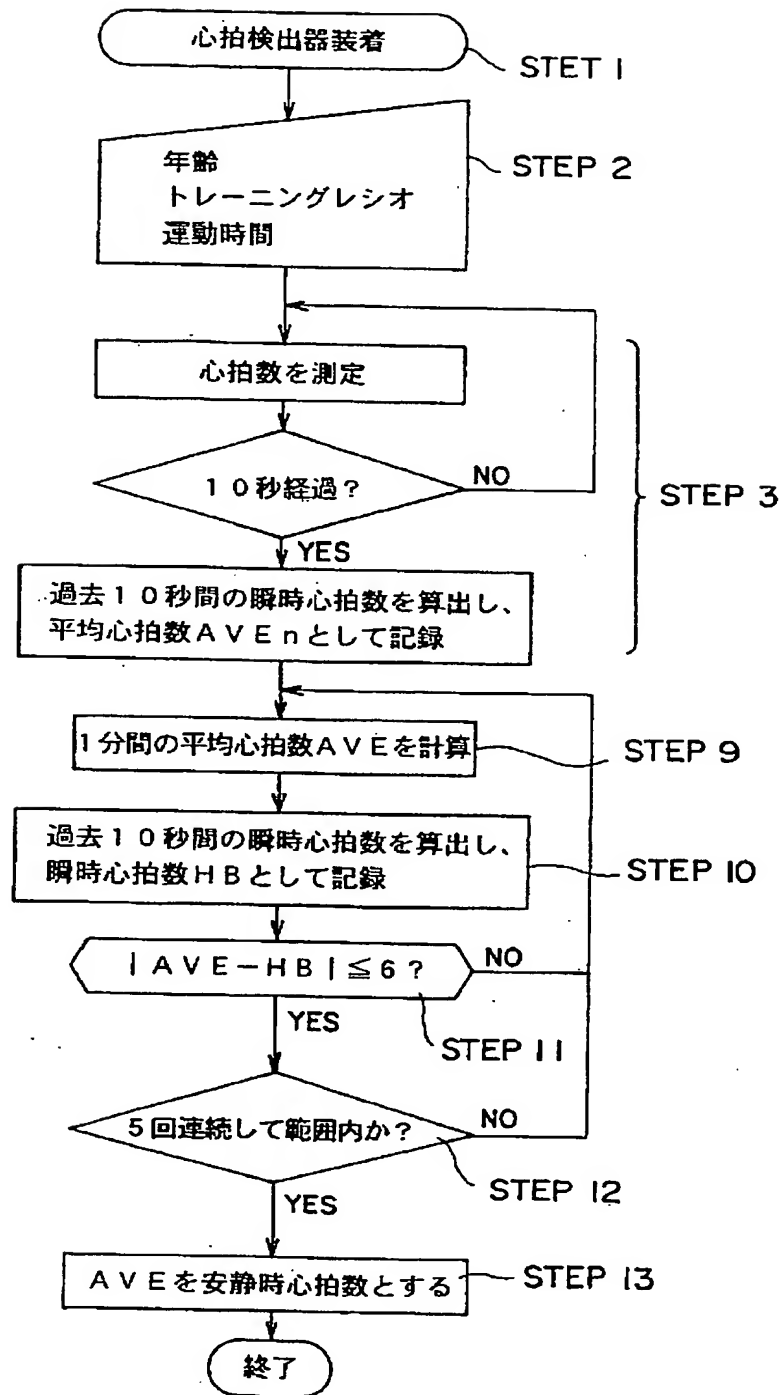 心拍検出器装着
STET 1
年齢
トレーニングレシオ
運動時間
STEP 2
心拍数を測定
10秒経過?
NO
YES
STEP 3
過去10秒間の瞬時心拍数を算出し、
平均心拍数AVEnとして記録
1分間の平均心拍数AVEを計算
STEP 9
過去10秒間の瞬時心拍数を算出し、
瞬時心拍数HBとして記録
STEP 10
|AVE-HB|≦6?
NO
YES
STEP 11
5回連続して範囲内か?
NO
YES
STEP 12
AVEを安静時心拍数とする
STEP 13
終了